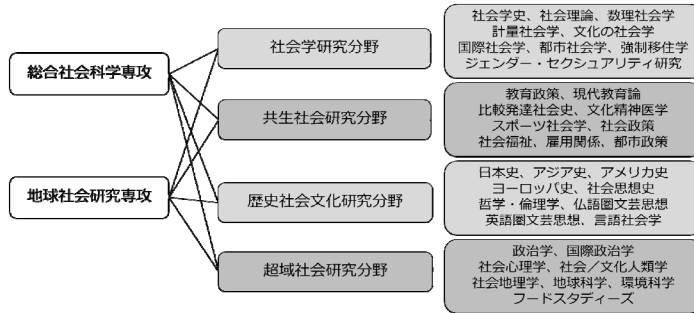 総合社会科学専攻
地球社会研究専攻
社会学研究分野
社会学史、社会理論、数理社会学
計量社会学、文化の社会学
国際社会学、都市社会学、強制移住学
ジェンダー・セクシュアリティ研究
共生社会研究分野
教育政策、現代教育論
比較発達社会史、文化精神医学
スポーツ社会学、社会政策
社会福祉、雇用関係、都市政策
歴史社会文化研究分野
日本史、アジア史、アメリカ史
ヨーロッパ史、社会思想史
哲学・倫理学、仏語圏文芸思想
英語圏文芸思想、言語社会学
超域社会研究分野
政治学、国際政治学
社会心理学、社会／文化人類学
社会地理学、地球科学、環境科学
フードスタディーズ